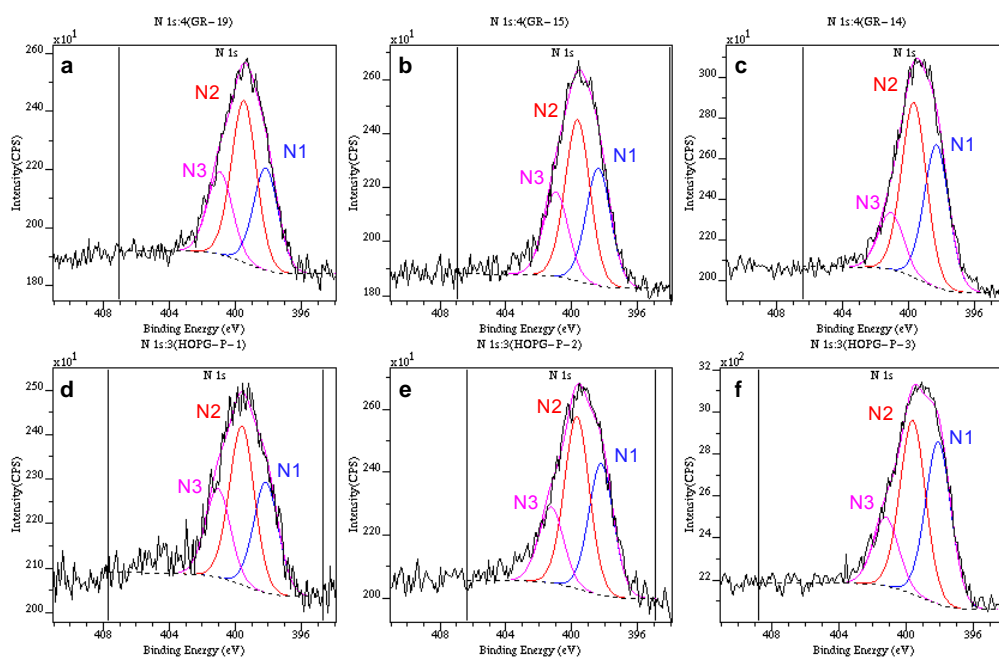 N 1s:4(GR-19)
x10¹
260
a
N 1s
N2
240
N1
220
N3
200
180
Intensity(CPS)
408 404 400 396
Binding Energy (eV)
N 1s:4(GR-15)
x10¹
b
N 1s
260
N2
240
N1
220
N3
200
180
Intensity(CPS)
408 404 400 396
Binding Energy (eV)
N 1s:4(GR-14)
x10¹
c
N 1s
300
N2
280
N1
260
240
N3
220
200
Intensity(CPS)
408 404 400 396
Binding Energy (eV)
N 1s:3(HOPG-P-1)
x10¹
d
N 1s
250
N2
240
N1
230
N3
220
210
200
Intensity(CPS)
408 404 400 396
Binding Energy (eV)
N 1s:3(HOPG-P-2)
x10¹
e
N 1s
260
N2
N1
240
N3
220
200
Intensity(CPS)
408 404 400 396
Binding Energy (eV)
N 1s:3(HOPG-P-3)
x10²
32
f
N 1s
30
N2
N1
28
26
N3
24
22
Intensity(CPS)
408 404 400 396
Binding Energy (eV)